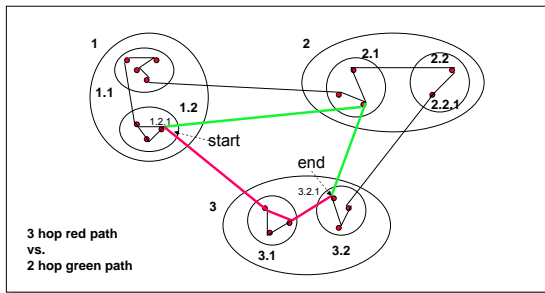 1
2
2.1
2.2
1.1
1.2
2.2.1
1.2.1
start
end
3.2.1
3
3.1
3.2
3 hop red path
vs.
2 hop green path